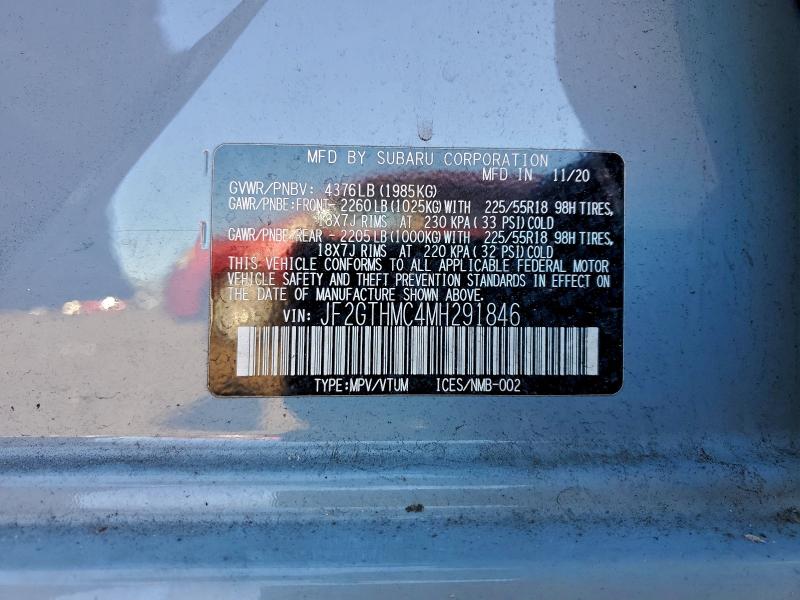 MFD BY SUBARU CORPORATION
MFD IN 11/20
GVWR/PNBV: 4376LB(1985KG)
GAWR/PNBE:FRONT- 2260LB(1025KG)WITH 225/55R18 98H TIRES,
18X7J RIMS AT 230 KPA(33 PSI)COLD
GAWR/PNBE:REAR - 2205LB(1000KG)WITH 225/55R18 98H TIRES,
18X7J RIMS AT 220 KPA(32 PSI)COLD
THIS VEHICLE CONFORMS TO ALL APPLICABLE FEDERAL MOTOR
VEHICLE SAFETY AND THEFT PREVENTION STANDARDS IN EFFECT ON
THE DATE OF MANUFACTURE SHOWN ABOVE.
VIN: JF2GTHMC4MH291846
TYPE:MPV/VTUM ICES/NMB-002